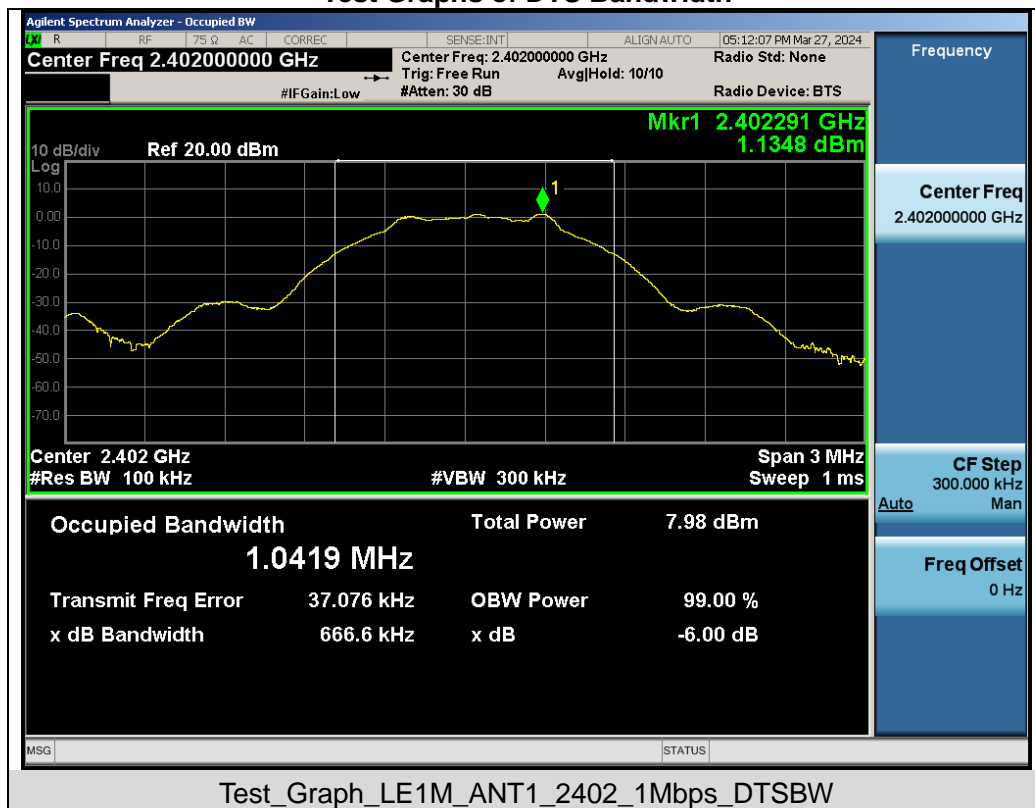 Test Graphs of DTS Bandwidth
Agilent Spectrum Analyzer - Occupied BW
LXI R RF 75 Ω AC CORREC SENSE:INT ALIGN AUTO 05:12:07 PM Mar 27, 2024
Center Freq 2.402000000 GHz Center Freq: 2.402000000 GHz Radio Std: None
Trig: Free Run Avg|Hold: 10/10
#IFGain:Low #Atten: 30 dB Radio Device: BTS
Frequency
Mkr1 2.402291 GHz
1.1348 dBm
10 dB/div Ref 20.00 dBm
Log
10.0
0.00
-10.0
-20.0
-30.0
-40.0
-50.0
-60.0
-70.0
1
Center 2.402 GHz Span 3 MHz
#Res BW 100 kHz #VBW 300 kHz Sweep 1 ms
Center Freq
2.402000000 GHz
CF Step
300.000 kHz
Auto Man
Freq Offset
0 Hz
Occupied Bandwidth Total Power 7.98 dBm
1.0419 MHz
Transmit Freq Error 37.076 kHz OBW Power 99.00 %
x dB Bandwidth 666.6 kHz x dB -6.00 dB
MSG STATUS
Test_Graph_LE1M_ANT1_2402_1Mbps_DTSBW